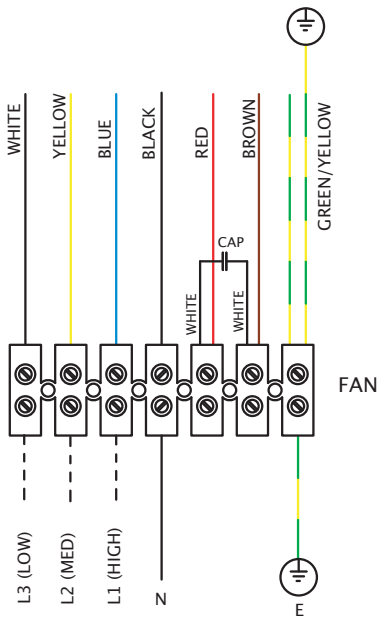 WHITE
YELLOW
BLUE
BLACK
RED
BROWN
GREEN/YELLOW
CAP
WHITE
WHITE
FAN
L3 (LOW)
L2 (MED)
L1 (HIGH)
N
E